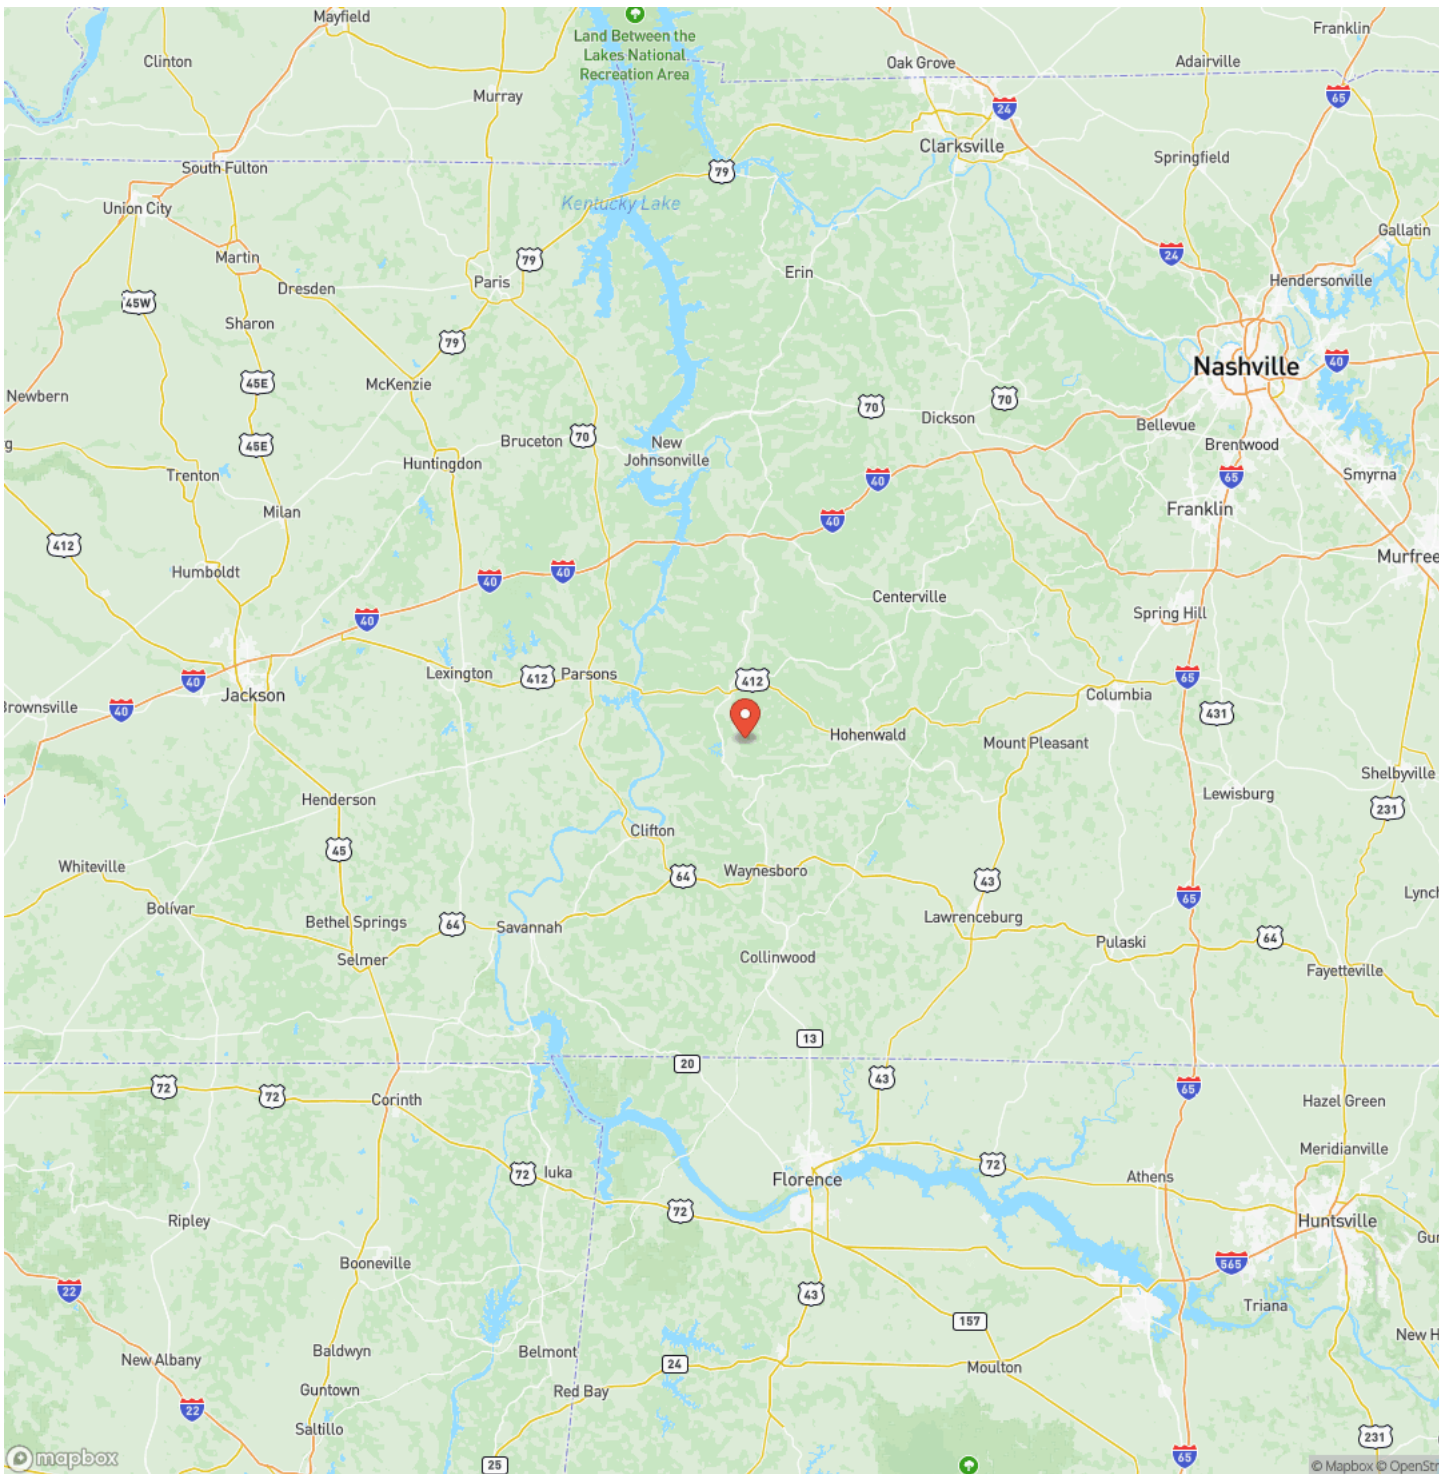 Mayfield
Clinton
Land Between the
Lakes National
Recreation Area
Franklin
Oak Grove
Adairville
Murray
24
65
Clarksville
South Fulton
79
Springfield
Union City
Kentucky Lake
Gallatin
Martin
79
24
Dresden
Paris
Erin
Hendersonville
45W
Sharon
79
Nashville
40
45E
McKenzie
Newbern
70
70
Dickson
Bellevue
g
45E
Bruceton
70
New
Johnsonville
Brentwood
Trenton
Huntingdon
40
65
Smyrna
Milan
40
Franklin
412
Murfree
Humboldt
40
40
Centerville
40
Spring Hill
Lexington
412
Parsons
412
65
40
Jackson
Columbia
Brownsville
40
431
Hohenwald
Mount Pleasant
Shelbyville
Henderson
Lewisburg
231
Clifton
45
Whiteville
64
Waynesboro
43
Lynch
65
Bolívar
Bethel Springs
64
Savannah
Lawrenceburg
Pulaski
64
Selmer
Collinwood
Fayetteville
13
20
72
72
43
65
Corinth
Hazel Green
Meridianville
72
Iuka
72
Florence
Athens
72
Ripley
Huntsville
Gur
Booneville
565
22
43
Triana
157
New H
New Albany
Baldwyn
Belmont
24
Moulton
Guntown
Red Bay
22
Saltillo
231
mapbox
25
65
© Mapbox © OpenStr